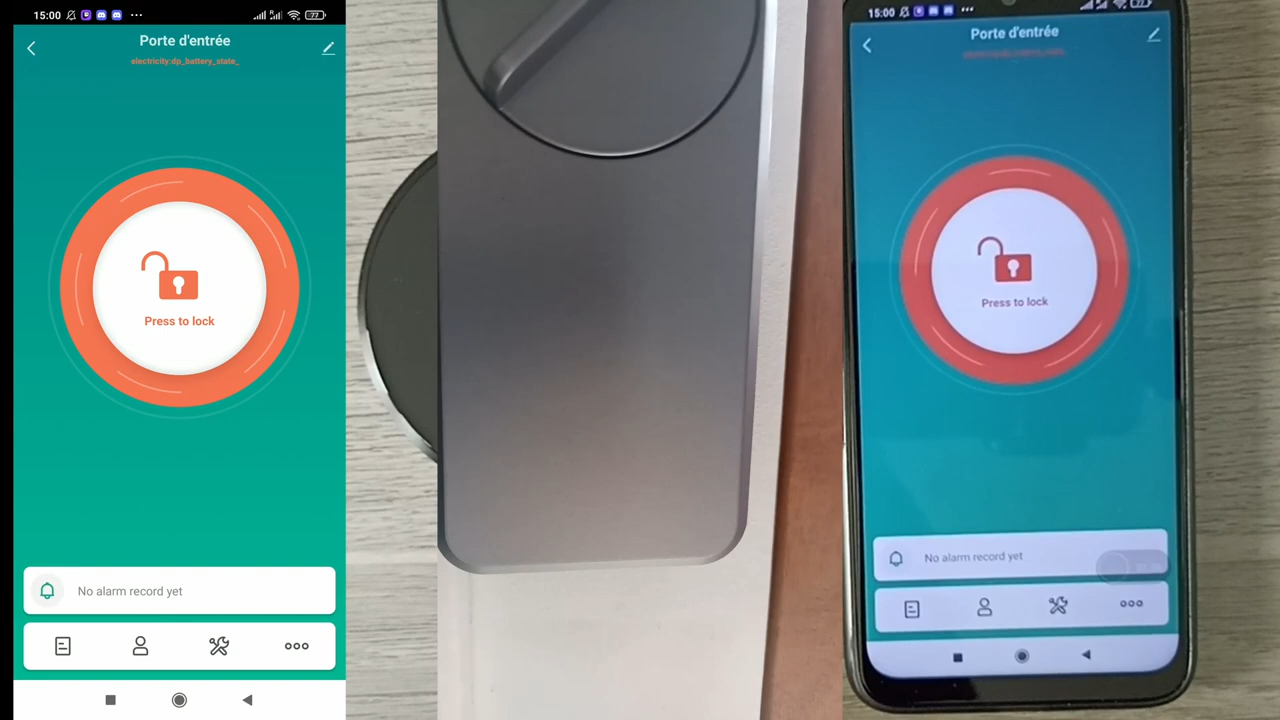 15:00
77
Porte d'entrée
electricity:dp_battery_state_
Press to lock
No alarm record yet
15:00
Porte d'entrée
Press to lock
No alarm record yet